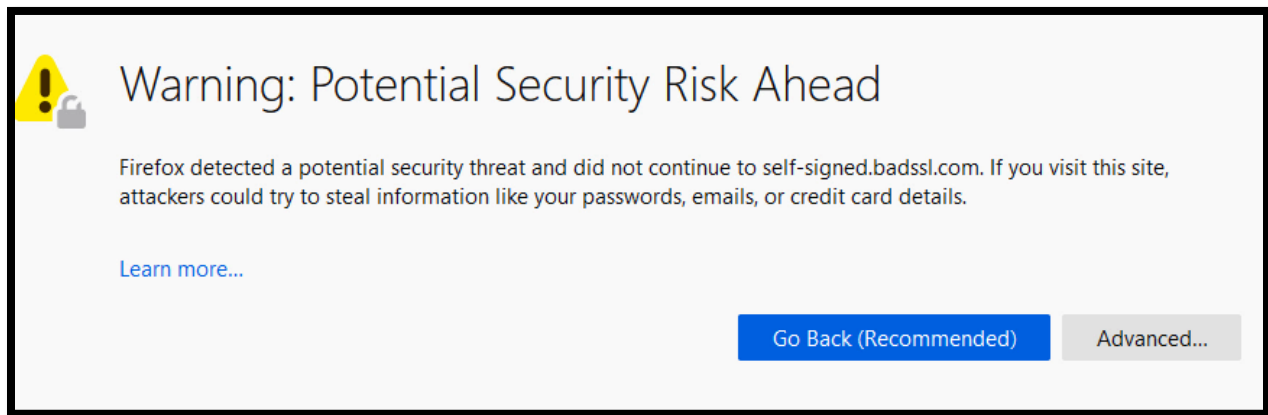 Warning: Potential Security Risk Ahead
Firefox detected a potential security threat and did not continue to self-signed.badssl.com. If you visit this site,
attackers could try to steal information like your passwords, emails, or credit card details.
Learn more...
Go Back (Recommended)
Advanced...